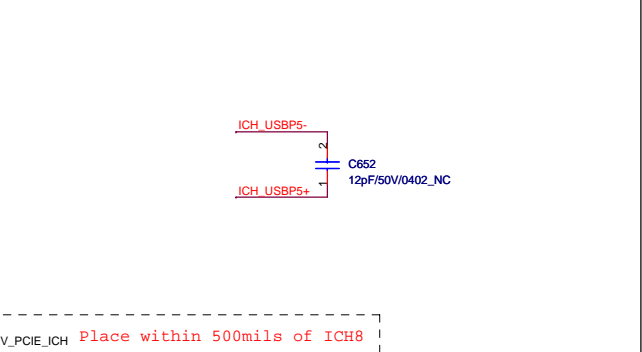 ICH_USBP5-
2
C652
12pF/50V/0402_NC
1
ICH_USBP5+
V_PCIE_ICH Place within 500mils of ICH8